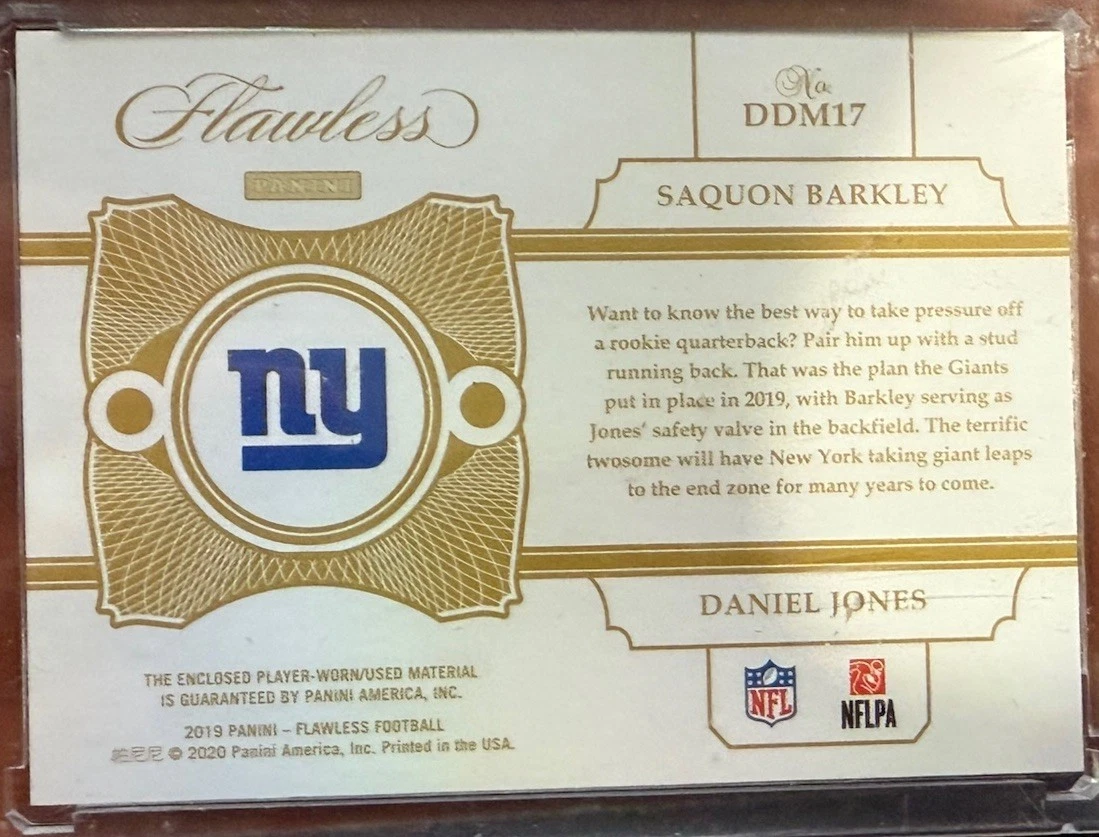 Flawless
PANINI
No.
DDM17
SAQUON BARKLEY
ny
Want to know the best way to take pressure off
a rookie quarterback? Pair him up with a stud
running back. That was the plan the Giants
put in place in 2019, with Barkley serving as
Jones' safety valve in the backfield. The terrific
twosome will have New York taking giant leaps
to the end zone for many years to come.
DANIEL JONES
NFL
NFLPA
THE ENCLOSED PLAYER-WORN/USED MATERIAL
IS GUARANTEED BY PANINI AMERICA, INC.
2019 PANINI – FLAWLESS FOOTBALL
帕尼尼 © 2020 Panini America, Inc. Printed in the USA.